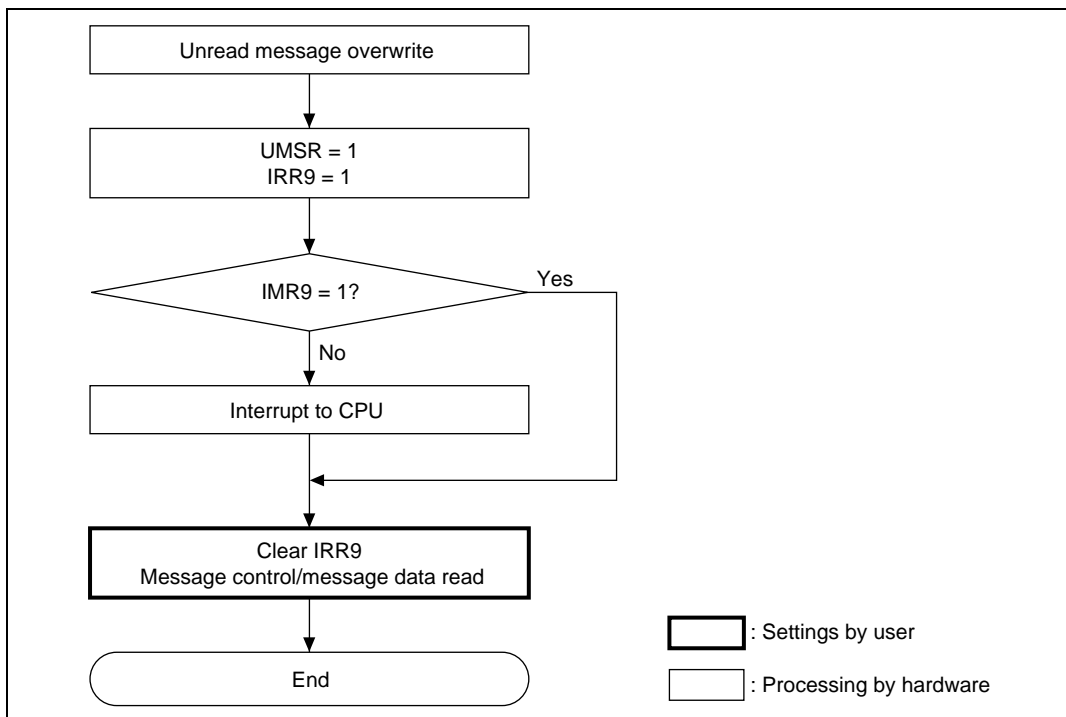 Unread message overwrite
UMSR = 1
IRR9 = 1
IMR9 = 1?
Yes
No
Interrupt to CPU
Clear IRR9
Message control/message data read
End
: Settings by user
: Processing by hardware